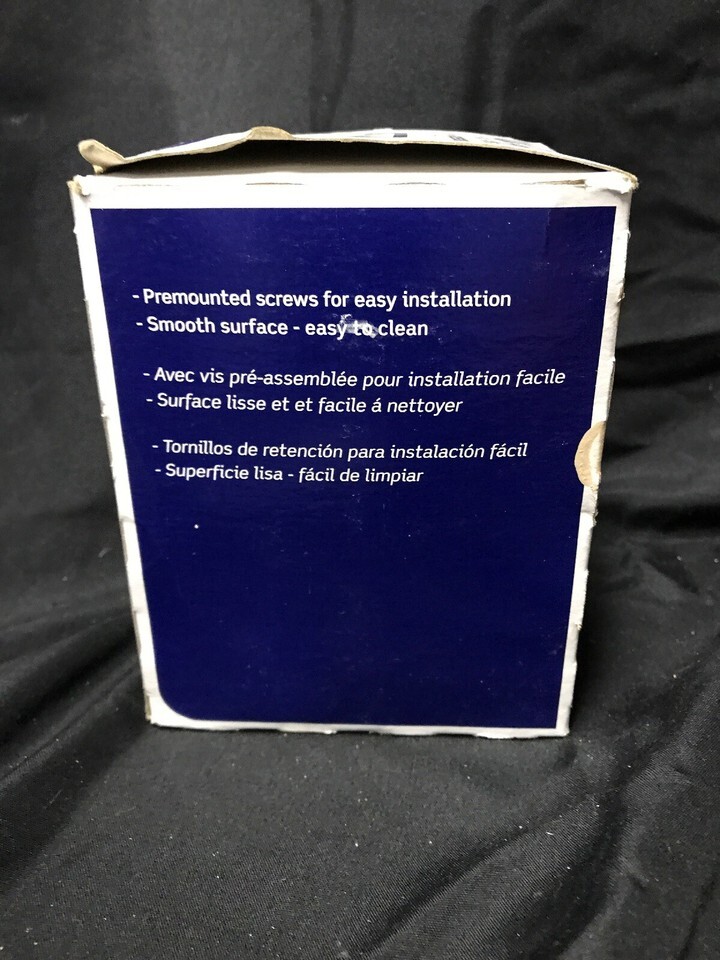 - Premounted screws for easy installation
- Smooth surface - easy to clean
- Avec vis pré-assemblée pour installation facile
- Surface lisse et et facile á nettoyer
- Tornillos de retención para instalación fácil
- Superficie lisa - fácil de limpiar